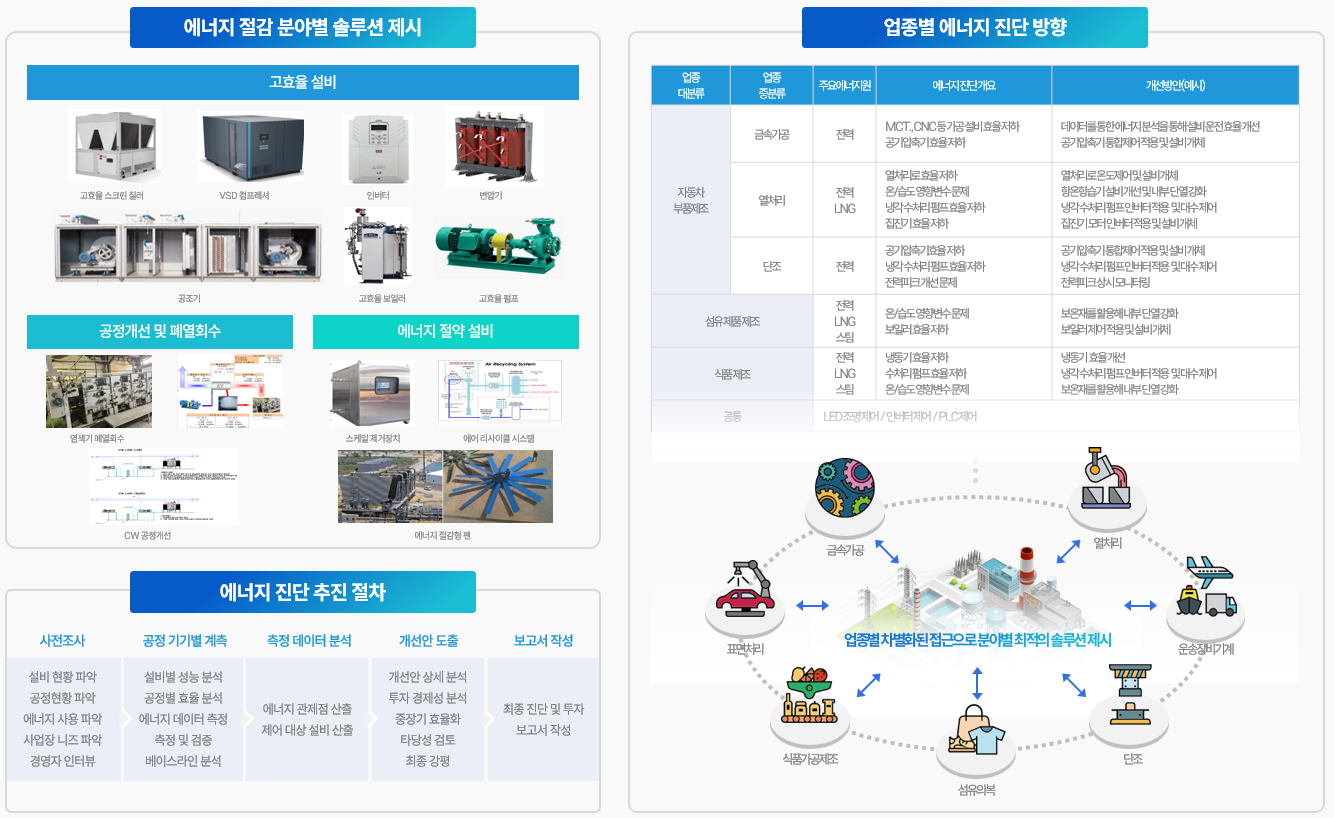 에너지 절감 분야별 솔루션 제시
고효율 설비
고효율 스크린 칠러
VSD 컴프레셔
인버터
변압기
공조기
고효율 보일러
고효율 펌프
공정개선 및 폐열회수
에너지 절약 설비
Air Recycling System
염색기 폐열회수
스케일 제거장치
에어 리사이클 시스템
CW 공정개선
에너지 절감형 팬
에너지 진단 추진 절차
사전조사
설비 현황 파악
공정현황 파악
에너지 사용 파악
사업장 니즈 파악
경영자 인터뷰
공정 기기별 계측
설비별 성능 분석
공정별 효율 분석
에너지 데이터 측정
측정 및 검증
베이스라인 분석
측정 데이터 분석
에너지 관제점 산출
제어 대상 설비 산출
개선안 도출
개선안 상세 분석
투자 경제성 분석
중장기 효율화
타당성 검토
최종 강평
보고서 작성
최종 진단 및 투자
보고서 작성
업종별 에너지 진단 방향
업종
대분류
업종
중분류
주요에너지원
에너지 진단 개요
개선방안(예시)
자동차
부품제조
금속가공
전력
MCT, CNC 등 가공 설비 효율 저하
공기압축기 효율 저하
데이터를 통한 에너지 분석을 통해 설비 운전 효율 개선
공기압축기 통합제어 적용 및 설비 개체
열처리
전력
LNG
열처리로 효율 저하
온/습도 영향변수 문제
냉각수처리 펌프 효율 저하
집진기 효율 저하
열처리로 온도제어 및 설비 개체
항온항습기 설비 개선 및 내부 단열 강화
냉각수처리 펌프 인버터 적용 및 대수 제어
집진기 모터 인버터 적용 및 설비 개체
단조
전력
공기압축기 효율 저하
냉각수처리 펌프 효율 저하
전력피크 개선 문제
공기압축기 통합제어 적용 및 설비 개체
냉각수처리 펌프 인버터 적용 및 대수 제어
전력피크 상시 모니터링
섬유제품 제조
전력
LNG
스팀
온/습도 영향변수 문제
보일러 효율 저하
보온재를 활용해 내부 단열 강화
보일러 제어 적용 및 설비 개체
식품 제조
전력
LNG
스팀
냉동기 효율 저하
수처리 펌프 효율 저하
온/습도 영향변수 문제
냉동기 효율 개선
냉각수처리 펌프 인버터 적용 및 대수 제어
보온재를 활용해 내부 단열 강화
공통
LED조명제어 / 인버터제어 / PLC제어
금속가공
열처리
표면처리
운송장비기계
업종별 차별화된 접근으로 분야별 최적의 솔루션 제시
식품가공제조
단조
섬유의복